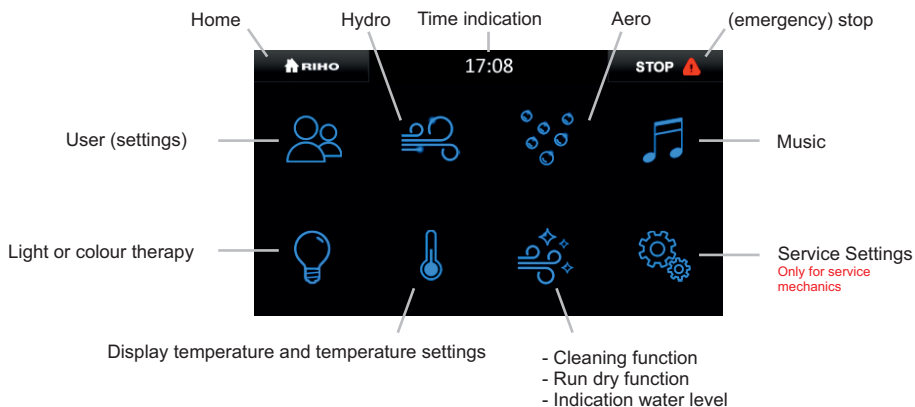 Home
Hydro
Time indication
Aero
(emergency) stop
RIHO
17:08
STOP
User (settings)
Music
Light or colour therapy
Service Settings
Only for service
mechanics
Display temperature and temperature settings
- Cleaning function
- Run dry function
- Indication water level